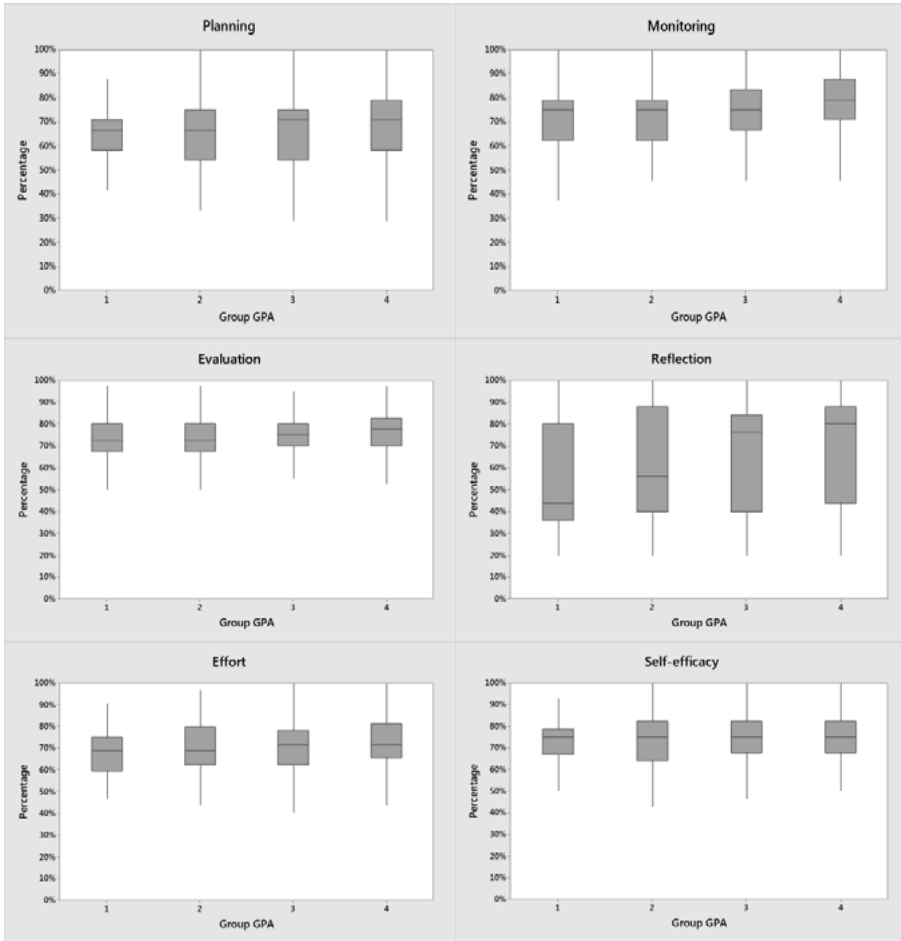 Planning
100%
90%
80%
70%
60%
50%
40%
30%
20%
10%
0%
Percentage
1 2 3 4
Group GPA
Monitoring
100%
90%
80%
70%
60%
50%
40%
30%
20%
10%
0%
Percentage
1 2 3 4
Group GPA
Evaluation
100%
90%
80%
70%
60%
50%
40%
30%
20%
10%
0%
Percentage
1 2 3 4
Group GPA
Reflection
100%
90%
80%
70%
60%
50%
40%
30%
20%
10%
0%
Percentage
1 2 3 4
Group GPA
Effort
100%
90%
80%
70%
60%
50%
40%
30%
20%
10%
0%
Percentage
1 2 3 4
Group GPA
Self-efficacy
100%
90%
80%
70%
60%
50%
40%
30%
20%
10%
0%
Percentage
1 2 3 4
Group GPA